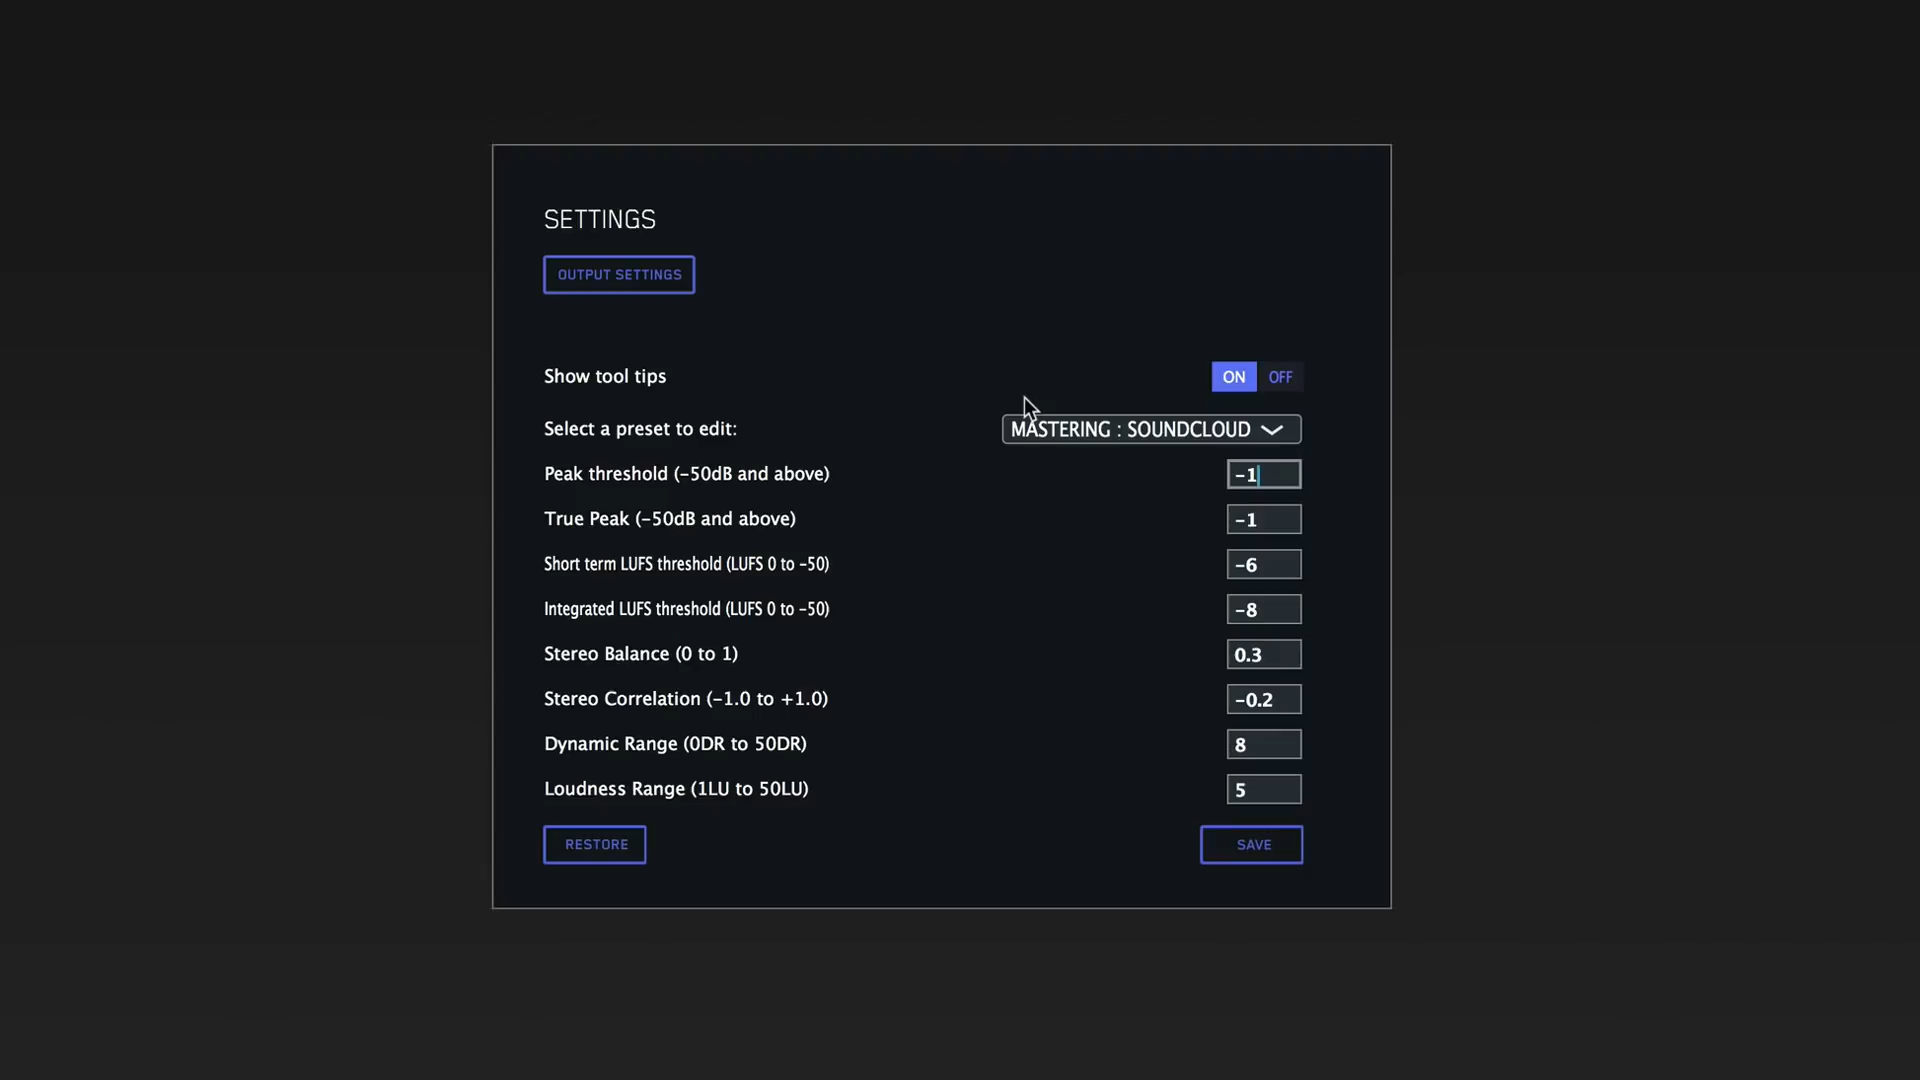 SETTINGS
OUTPUT SETTINGS
Show tool tips ON OFF
Select a preset to edit: MASTERING : SOUNDCLOUD
Peak threshold (-50dB and above) -1
True Peak (-50dB and above) -1
Short term LUFS threshold (LUFS 0 to -50) -6
Integrated LUFS threshold (LUFS 0 to -50) -8
Stereo Balance (0 to 1) 0.3
Stereo Correlation (-1.0 to +1.0) -0.2
Dynamic Range (0DR to 50DR) 8
Loudness Range (1LU to 50LU) 5
RESTORE SAVE